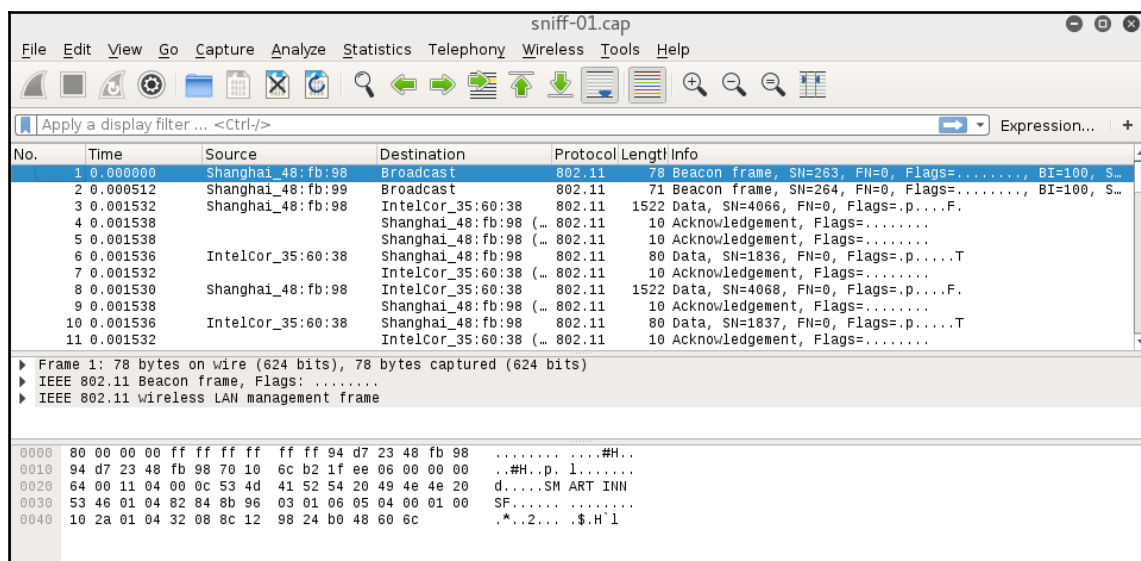 sniff-01.cap
File Edit View Go Capture Analyze Statistics Telephony Wireless Tools Help
Apply a display filter ... <Ctrl-/> Expression... +
No. Time Source Destination Protocol Length Info
1 0.000000 Shanghai_48:fb:98 Broadcast 802.11 78 Beacon frame, SN=263, FN=0, Flags=........, BI=100, S…
2 0.000512 Shanghai_48:fb:99 Broadcast 802.11 71 Beacon frame, SN=264, FN=0, Flags=........, BI=100, S…
3 0.001532 Shanghai_48:fb:98 IntelCor_35:60:38 802.11 1522 Data, SN=4066, FN=0, Flags=.p....F.
4 0.001538 Shanghai_48:fb:98 (… 802.11 10 Acknowledgement, Flags=........
5 0.001538 Shanghai_48:fb:98 (… 802.11 10 Acknowledgement, Flags=........
6 0.001536 IntelCor_35:60:38 Shanghai_48:fb:98 802.11 80 Data, SN=1836, FN=0, Flags=.p.....T
7 0.001532 IntelCor_35:60:38 (… 802.11 10 Acknowledgement, Flags=........
8 0.001530 Shanghai_48:fb:98 IntelCor_35:60:38 802.11 1522 Data, SN=4068, FN=0, Flags=.p....F.
9 0.001538 Shanghai_48:fb:98 (… 802.11 10 Acknowledgement, Flags=........
10 0.001536 IntelCor_35:60:38 Shanghai_48:fb:98 802.11 80 Data, SN=1837, FN=0, Flags=.p.....T
11 0.001532 IntelCor_35:60:38 (… 802.11 10 Acknowledgement, Flags=........
Frame 1: 78 bytes on wire (624 bits), 78 bytes captured (624 bits)
IEEE 802.11 Beacon frame, Flags: ........
IEEE 802.11 wireless LAN management frame
0000 80 00 00 00 ff ff ff ff ff ff 94 d7 23 48 fb 98 ........ ....#H..
0010 94 d7 23 48 fb 98 70 10 6c b2 1f ee 06 00 00 00 ..#H..p. l.......
0020 64 00 11 04 00 0c 53 4d 41 52 54 20 49 4e 4e 20 d.....SM ART INN
0030 53 46 01 04 82 84 8b 96 03 01 06 05 04 00 01 00 SF...... ........
0040 10 2a 01 04 32 08 8c 12 98 24 b0 48 60 6c .*..2... .$.H`l